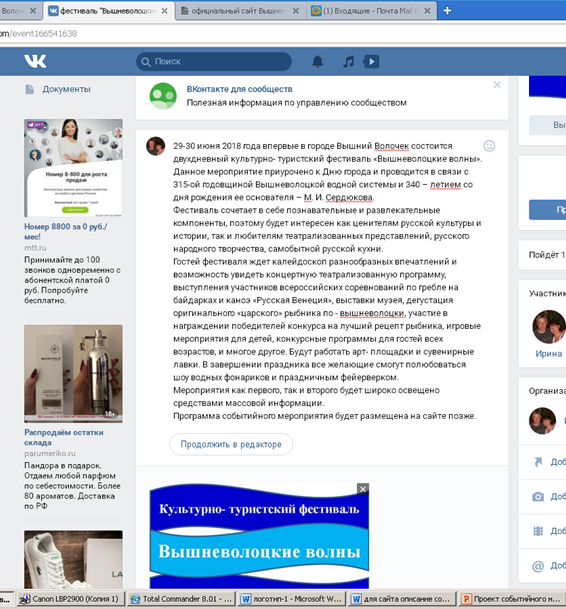 Волоч
фестиваль "Вышневолоцки
официальный сайт Вышнег
(1) Входящие - Почта Mail.R
om/event166541638
Поиск
Документы
Номер 8-800 для роста
продаж
Номер 8800 за 0 руб./
мес!
mtt.ru
Принимайте до 100
звонков одновременно с
абонентской платой 0
руб. Попробуйте
бесплатно.
18+
Распродаём остатки
склада
parumeriko.ru
Пандора в подарок.
Отдаем любой парфюм
по себестоимости. Более
80 ароматов. Доставка
по РФ
LA
ВКонтакте для сообществ
Полезная информация по управлению сообществом
29-30 июня 2018 года впервые в городе Вышний Волочек состоится
двухдневный культурно- туристский фестиваль «Вышневолоцкие волны».
Данное мероприятие приурочено к Дню города и проводится в связи с
315-ой годовщиной Вышневолоцкой водной системы и 340 – летием со
дня рождения ее основателя – М. И. Сердюкова.
Фестиваль сочетает в себе познавательные и развлекательные
компоненты, поэтому будет интересен как ценителям русской культуры и
истории, так и любителям театрализованных представлений, русского
народного творчества, самобытной русской кухни.
Гостей фестиваля ждет калейдоскоп разнообразных впечатлений и
возможность увидеть концертную театрализованную программу,
выступления участников всероссийских соревнований по гребле на
байдарках и каноэ «Русская Венеция», выставки музея, дегустация
оригинального «царского» рыбника по - вышневолоцки, участие в
награждении победителей конкурса на лучший рецепт рыбника, игровые
мероприятия для детей, конкурсные программы для гостей всех
возрастов, и многое другое. Будут работать арт- площадки и сувенирные
лавки. В завершении праздника все желающие смогут полюбоваться
шоу водных фонариков и праздничным фейерверком.
Мероприятия как первого, так и второго будет широко освещено
средствами массовой информации.
Программа событийного мероприятия будет размещена на сайте позже.
Продолжить в редакторе
Культурно- туристский фестиваль
Вышневолоцкие волны
Вы
Пр
Пойдёт 1
Участник
Ирина
Организа
И
Доб
Доб
Доб
Доб
в...
Canon LBP2900 (Копия 1)
Total Commander 8.01 - ...
логотип-1 - Microsoft W...
для сайта описание со...
Проект событийного м...